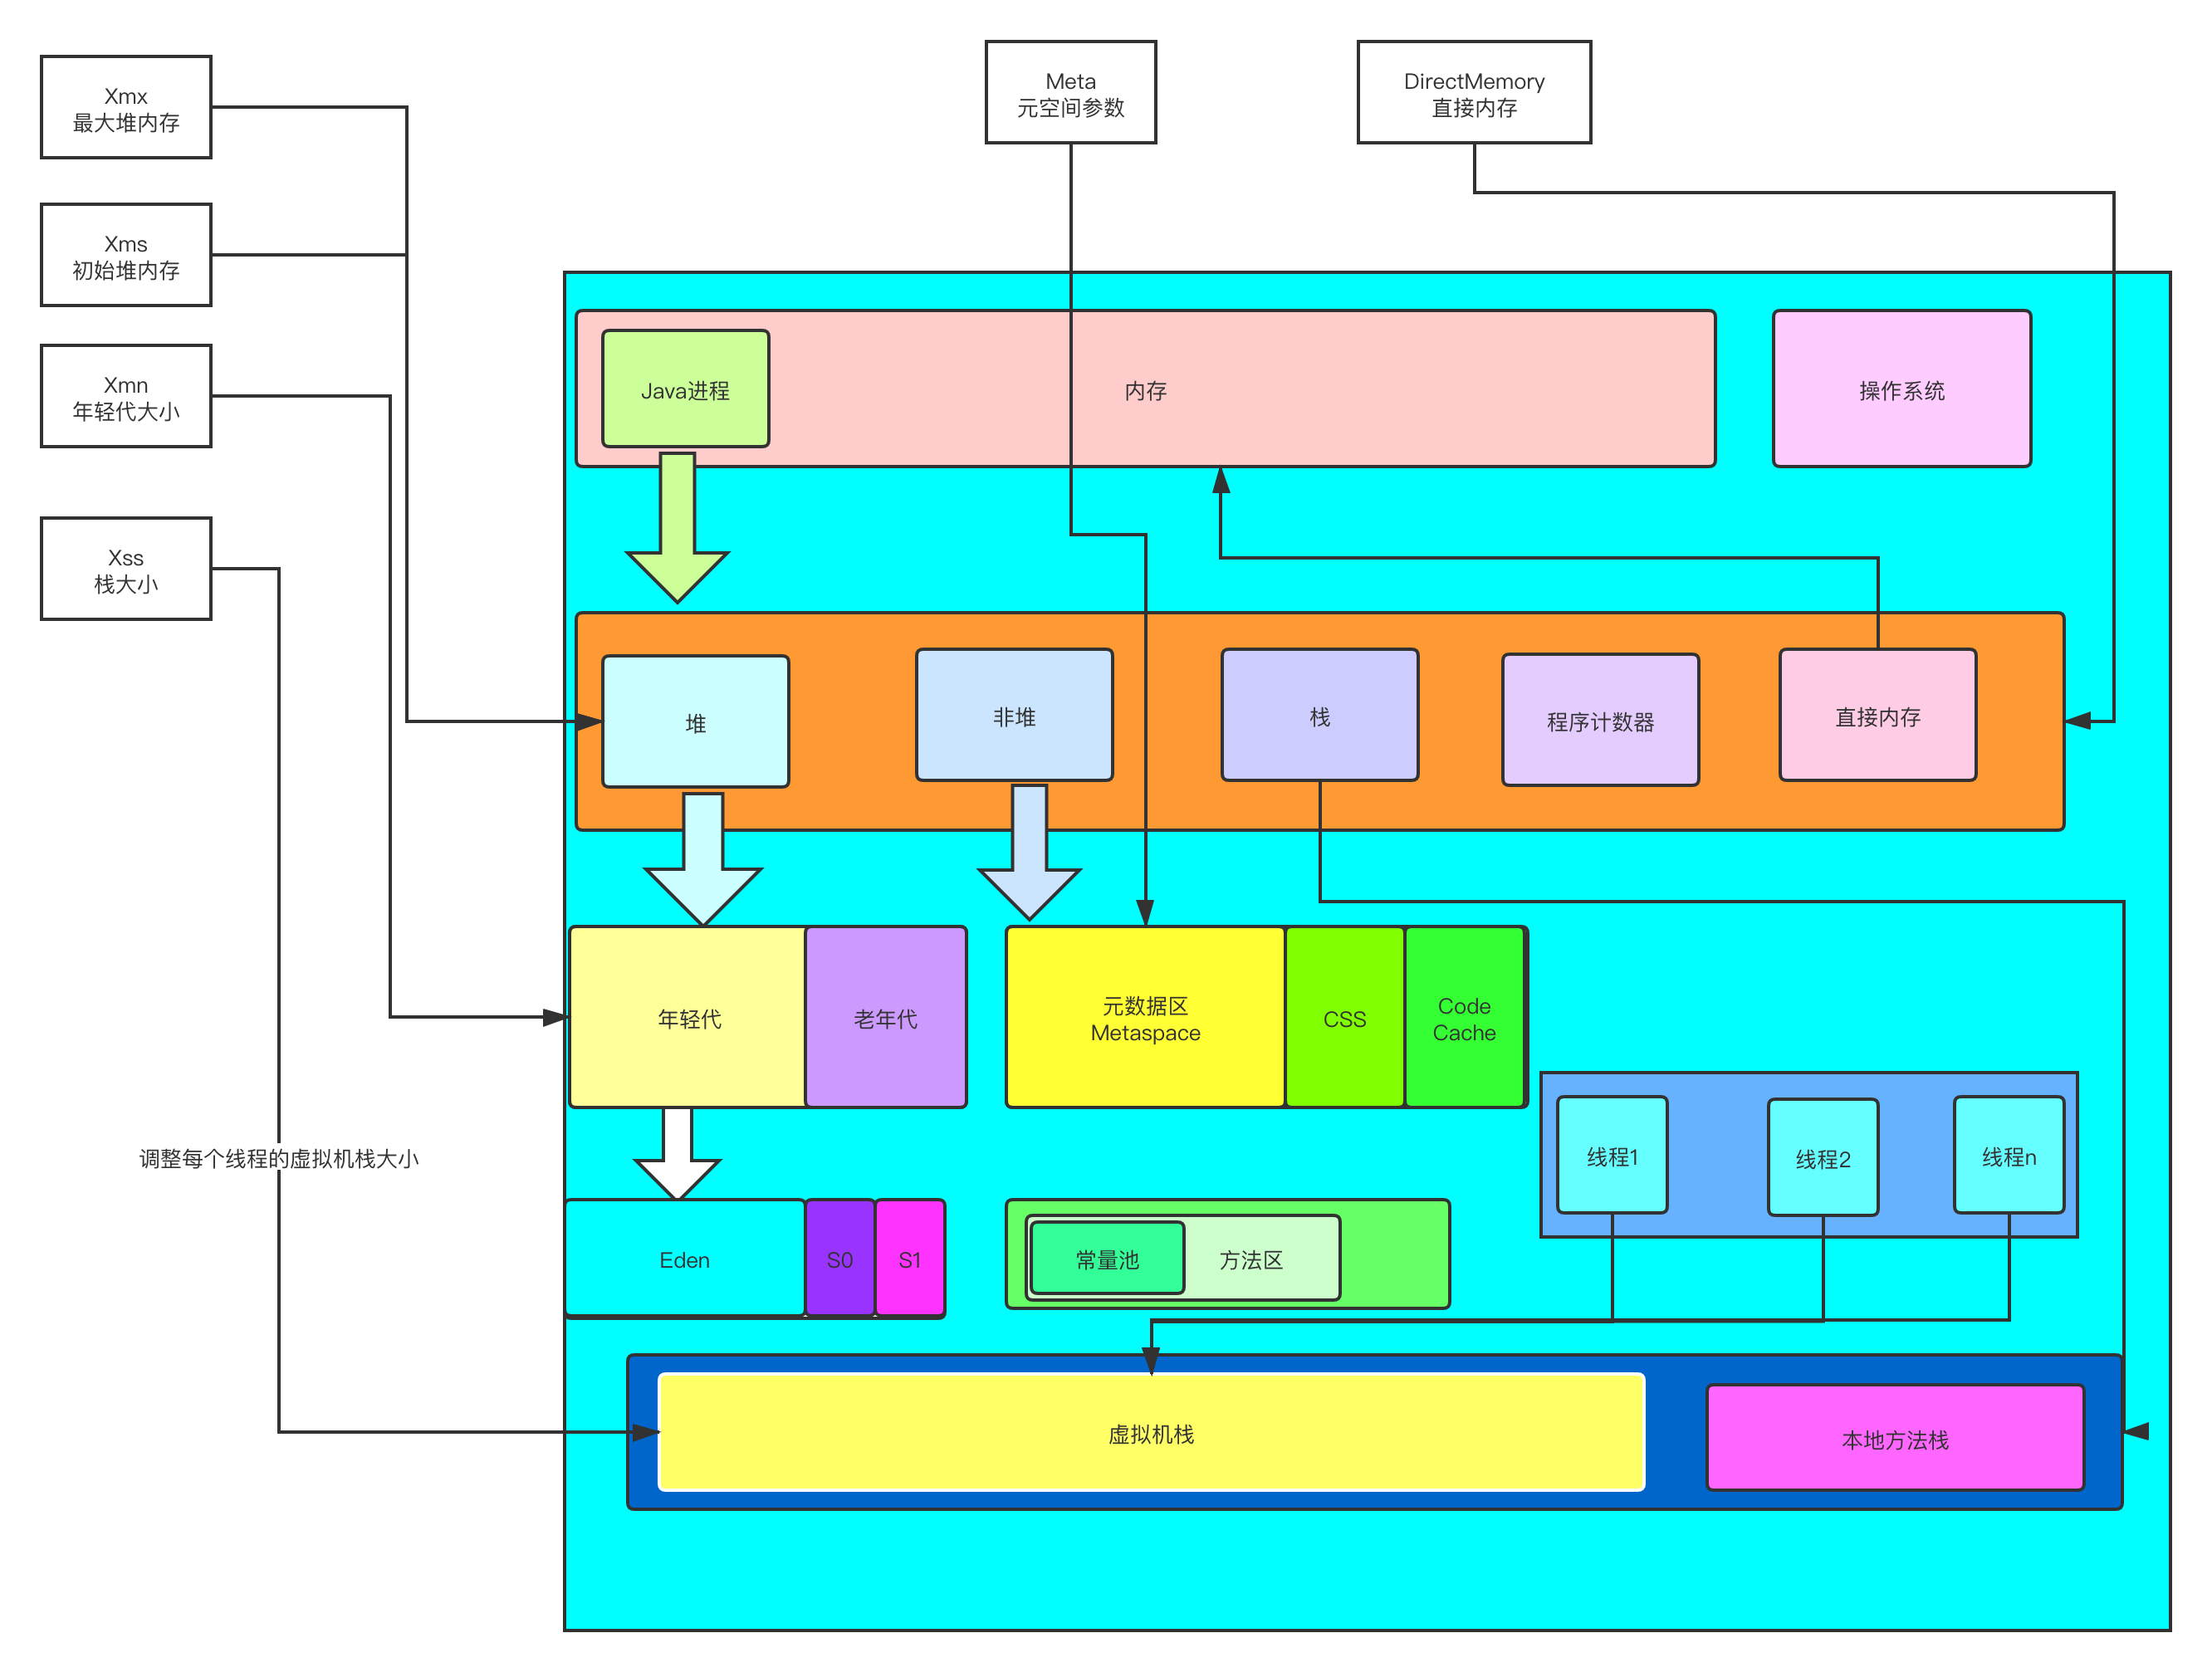 Xmx
最大堆内存
Meta
元空间参数
DirectMemory
直接内存
Xms
初始堆内存
Xmn
年轻代大小
Java进程
内存
操作系统
Xss
栈大小
堆
非堆
栈
程序计数器
直接内存
年轻代
老年代
元数据区
Metaspace
CSS
Code
Cache
调整每个线程的虚拟机栈大小
线程1
线程2
线程n
Eden
S0
S1
常量池
方法区
虚拟机栈
本地方法栈